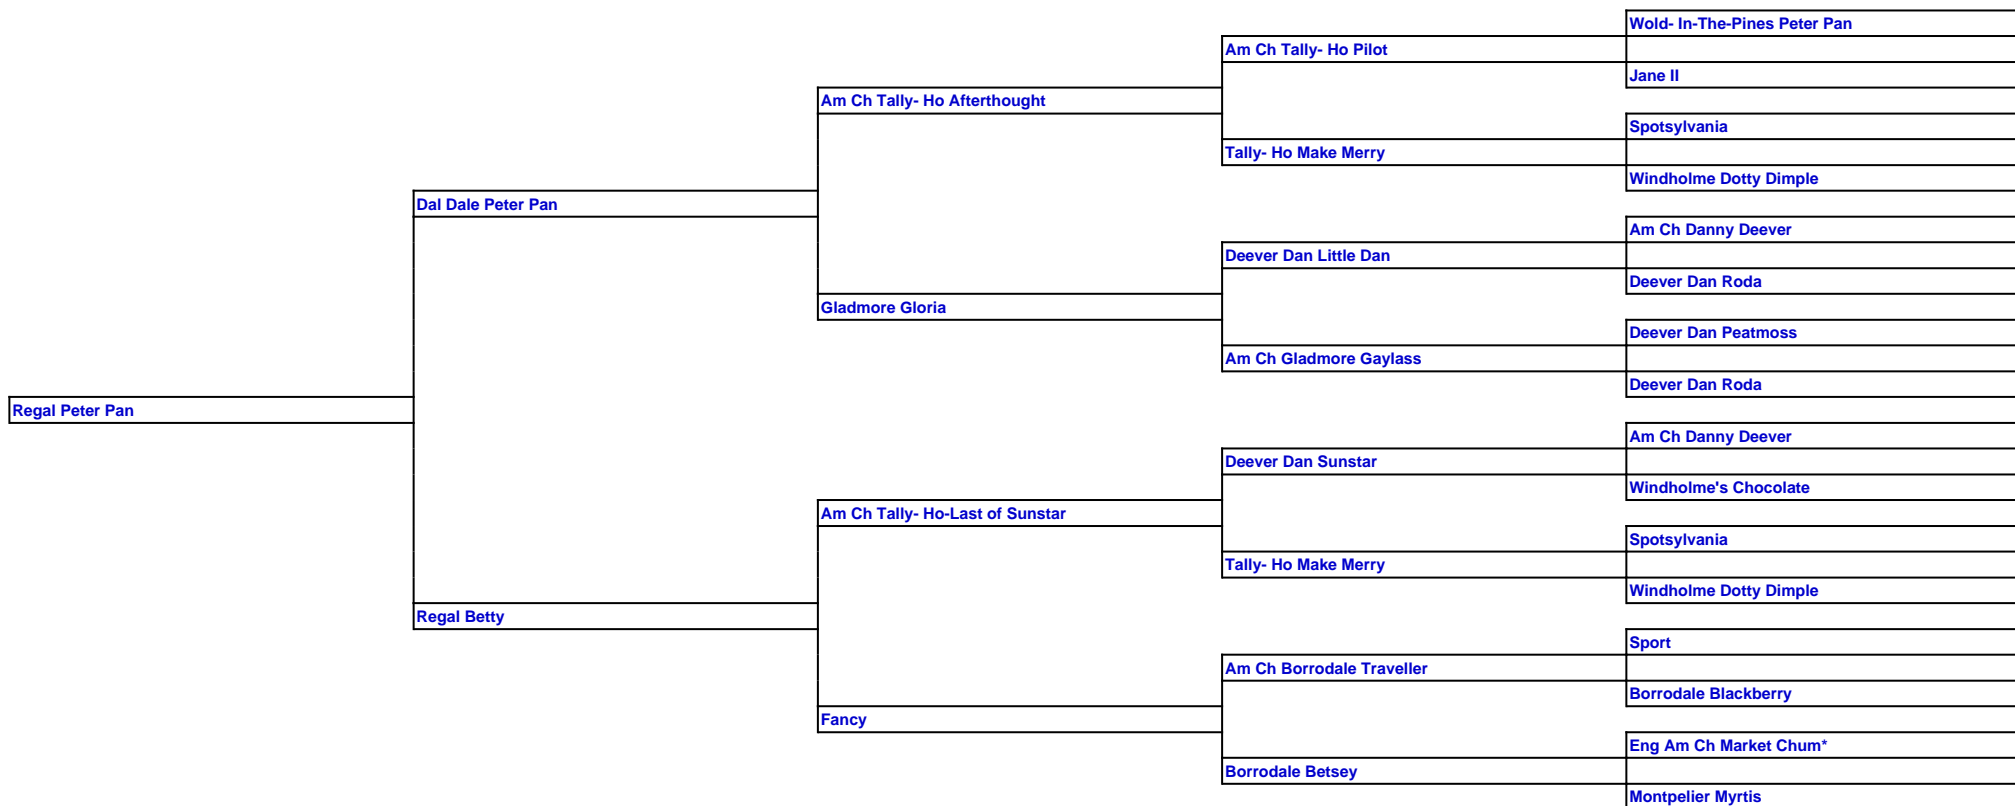 Wold- In-The-Pines Peter Pan
Am Ch Tally- Ho Pilot
Jane II
Am Ch Tally- Ho Afterthought
Spotsylvania
Tally- Ho Make Merry
Windholme Dotty Dimple
Dal Dale Peter Pan
Am Ch Danny Deever
Deever Dan Little Dan
Deever Dan Roda
Gladmore Gloria
Deever Dan Peatmoss
Am Ch Gladmore Gaylass
Deever Dan Roda
Regal Peter Pan
Am Ch Danny Deever
Deever Dan Sunstar
Windholme's Chocolate
Am Ch Tally- Ho-Last of Sunstar
Spotsylvania
Tally- Ho Make Merry
Windholme Dotty Dimple
Regal Betty
Sport
Am Ch Borrodale Traveller
Borrodale Blackberry
Fancy
Eng Am Ch Market Chum*
Borrodale Betsey
Montpelier Myrtis